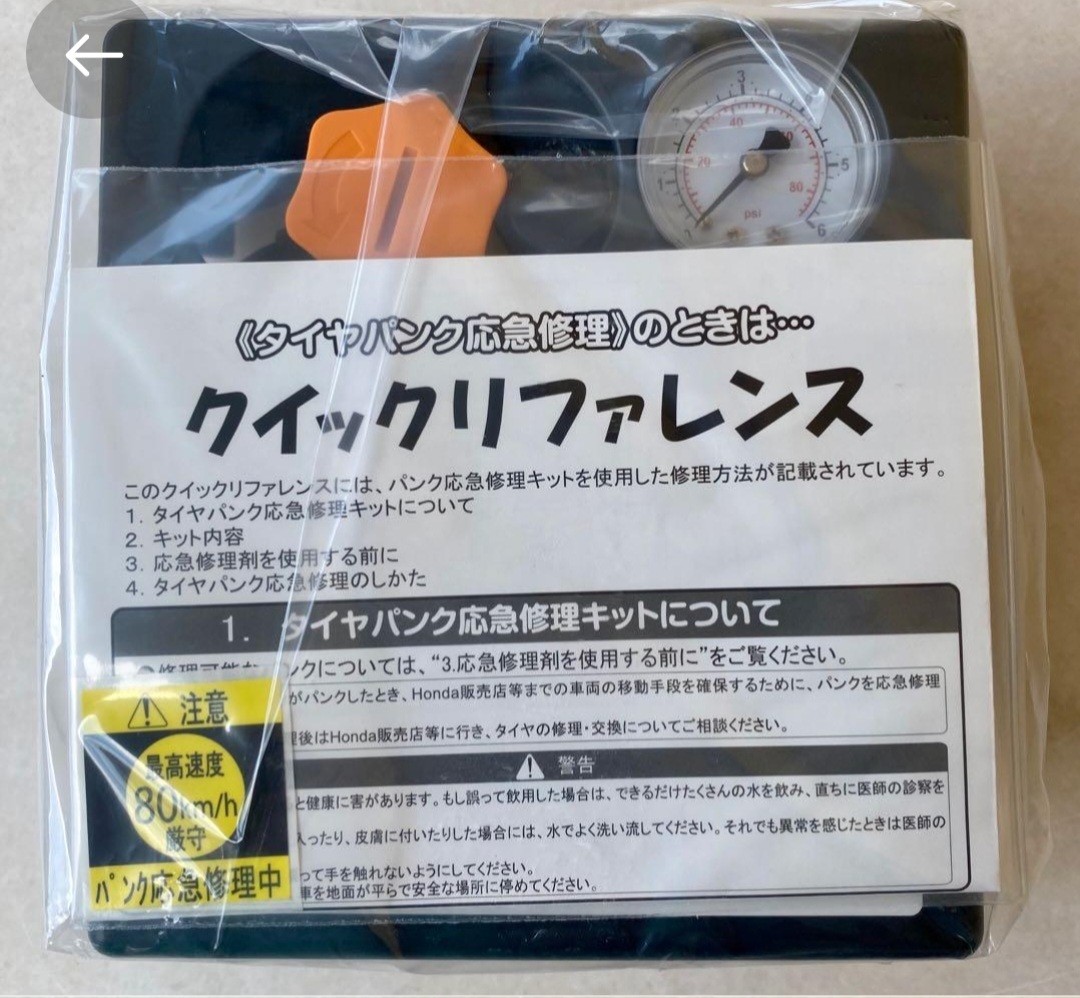 3
2
40
60
1
20
80
5
psi
6
《タイヤパンク応急修理》のときは…
クイックリファレンス
このクイックリファレンスには、パンク応急修理キットを使用した修理方法が記載されています。
1. タイヤパンク応急修理キットについて
2. キット内容
3. 応急修理剤を使用する前に
4. タイヤパンク応急修理のしかた
1. タイヤパンク応急修理キットについて
ンクについては、“3.応急修理剤を使用する前に”をご覧ください。
がパンクしたとき、Honda販売店等までの車両の移動手段を確保するために、パンクを応急修理
理後はHonda販売店等に行き、タイヤの修理・交換についてご相談ください。
警告
と健康に害があります。もし誤って飲用した場合は、できるだけたくさんの水を飲み、直ちに医師の診察を
入ったり、皮膚に付いたりした場合には、水でよく洗い流してください。それでも異常を感じたときは医師の
って手を触れないようにしてください。
車を地面が平らで安全な場所に停めてください。
注意
最高速度
80km/h
厳守
パンク応急修理中